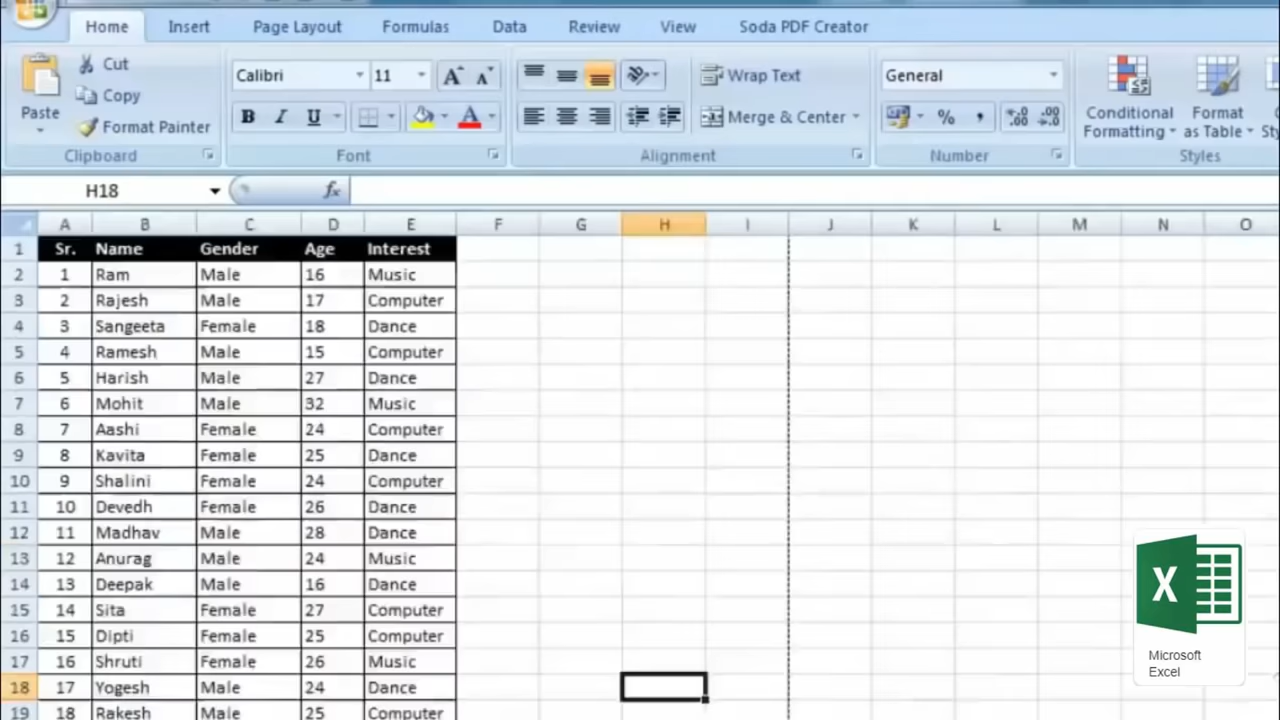 Home Insert Page Layout Formulas Data Review View Soda PDF Creator
Paste
Cut
Copy
Format Painter
Clipboard
Calibri 11
B I U
Font
Wrap Text
Merge & Center
Alignment
General
%
Number
Conditional Formatting
Format as Table
Styles
H18 fx
A B C D E F G H I J K L M N O
1 Sr. Name Gender Age Interest
2 1 Ram Male 16 Music
3 2 Rajesh Male 17 Computer
4 3 Sangeeta Female 18 Dance
5 4 Ramesh Male 15 Computer
6 5 Harish Male 27 Dance
7 6 Mohit Male 32 Music
8 7 Aashi Female 24 Computer
9 8 Kavita Female 25 Dance
10 9 Shalini Female 24 Computer
11 10 Devedh Female 26 Dance
12 11 Madhav Male 28 Dance
13 12 Anurag Male 24 Music
14 13 Deepak Male 16 Dance
15 14 Sita Female 27 Computer
16 15 Dipti Female 25 Computer
17 16 Shruti Female 26 Music
18 17 Yogesh Male 24 Dance
19 18 Rakesh Male 25 Computer
X
Microsoft
Excel